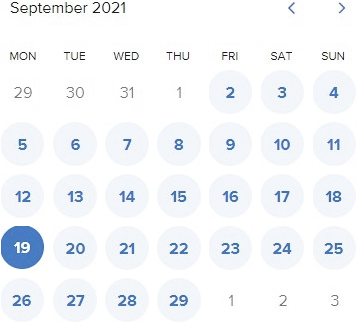 September 2021
MON TUE WED THU FRI SAT SUN
29 30 31 1 2 3 4
5 6 7 8 9 10 11
12 13 14 15 16 17 18
19 20 21 22 23 24 25
26 27 28 29 1 2 3